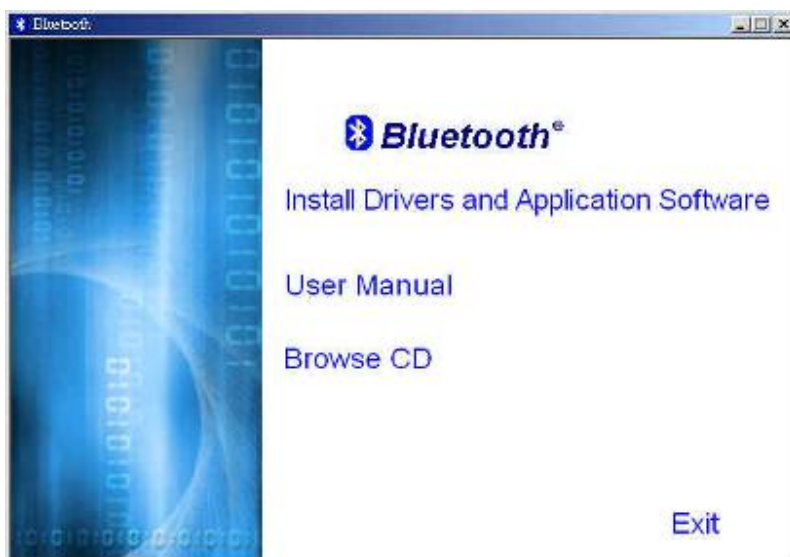 Bluetooth
Bluetooth®
Install Drivers and Application Software
User Manual
Browse CD
Exit